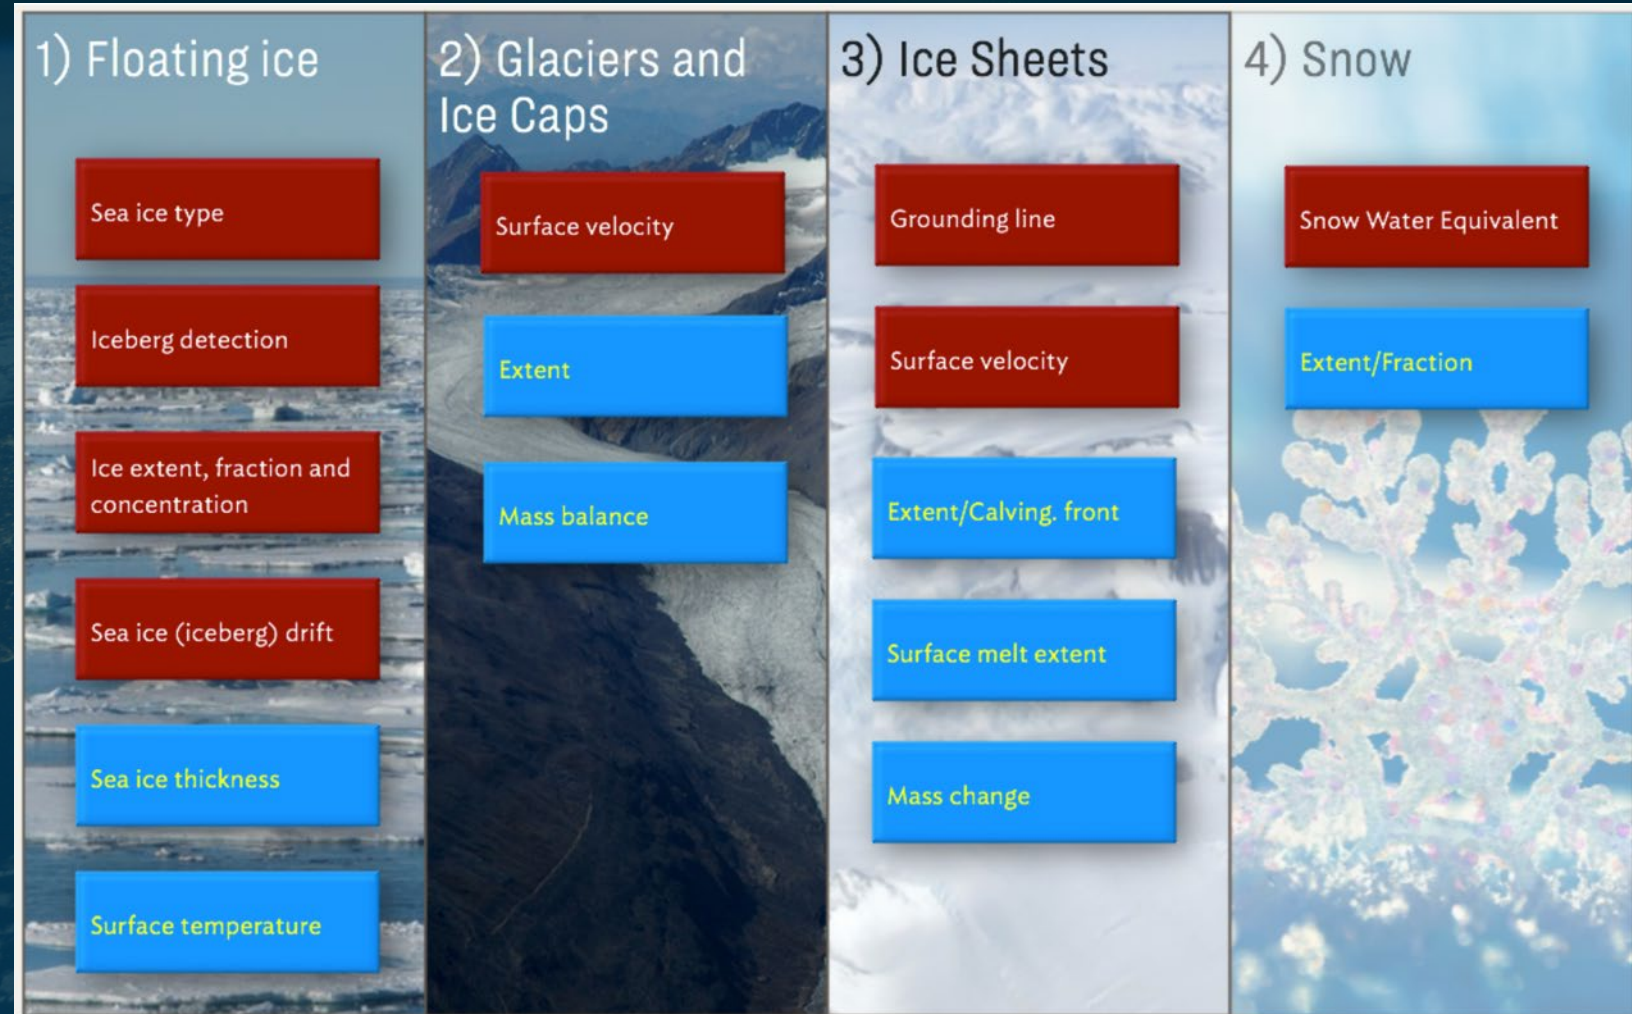 1) Floating ice
Sea ice type
Iceberg detection
Ice extent, fraction and
concentration
Sea ice (iceberg) drift
Sea ice thickness
Surface temperature
2) Glaciers and
Ice Caps
Surface velocity
Extent
Mass balance
3) Ice Sheets
Grounding line
Surface velocity
Extent/Calving. front
Surface melt extent
Mass change
4) Snow
Snow Water Equivalent
Extent/Fraction